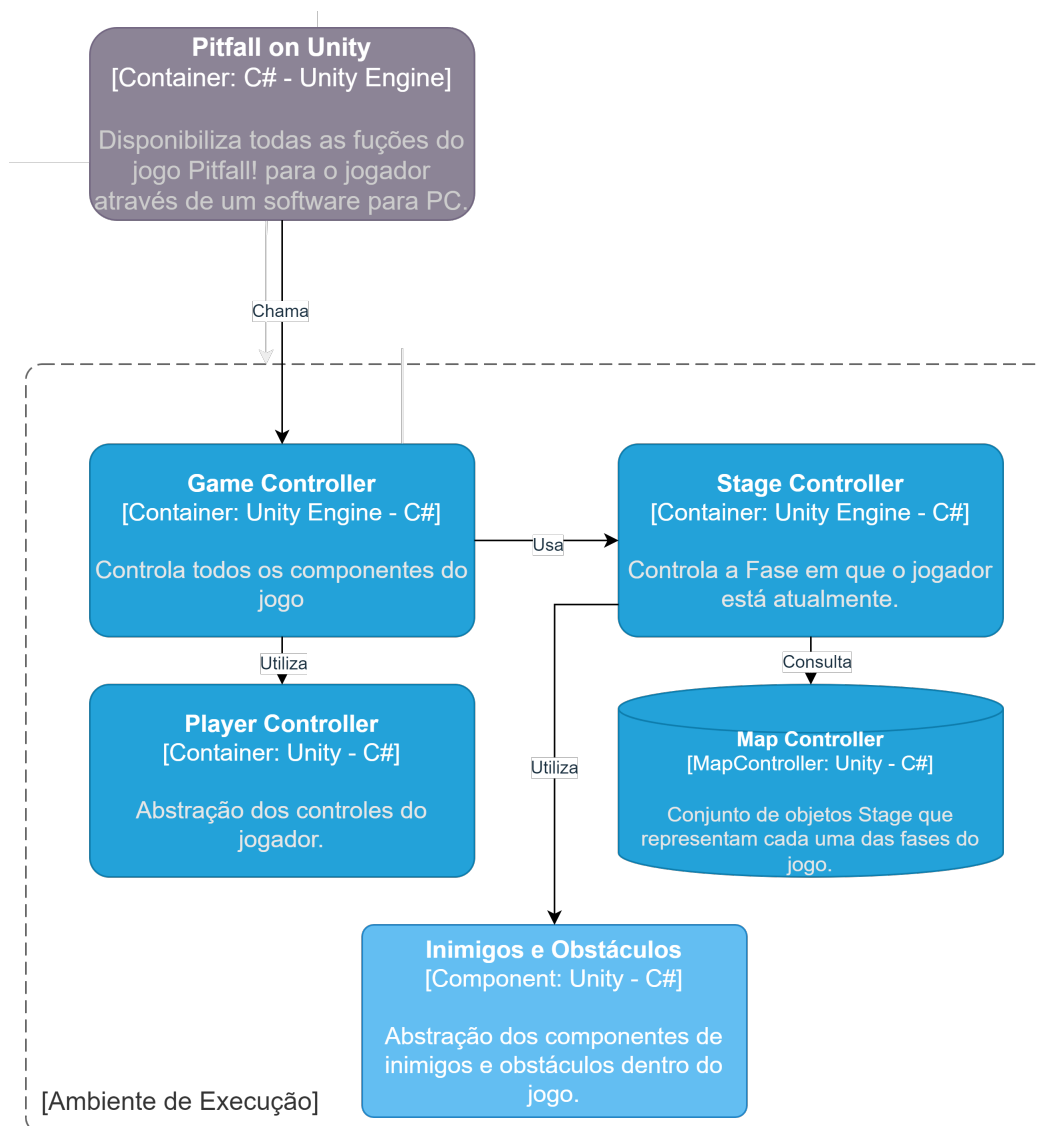 Pitfall on Unity
[Container: C# - Unity Engine]
Disponibiliza todas as fuções do
jogo Pitfall! para o jogador
através de um software para PC.
Chama
Game Controller
[Container: Unity Engine - C#]
Controla todos os componentes do
jogo
Usa
Stage Controller
[Container: Unity Engine - C#]
Controla a Fase em que o jogador
está atualmente.
Utiliza
Consulta
Player Controller
[Container: Unity - C#]
Abstração dos controles do
jogador.
Utiliza
Map Controller
[MapController: Unity - C#]
Conjunto de objetos Stage que
representam cada uma das fases do
jogo.
Inimigos e Obstáculos
[Component: Unity - C#]
Abstração dos componentes de
inimigos e obstáculos dentro do
jogo.
[Ambiente de Execução]